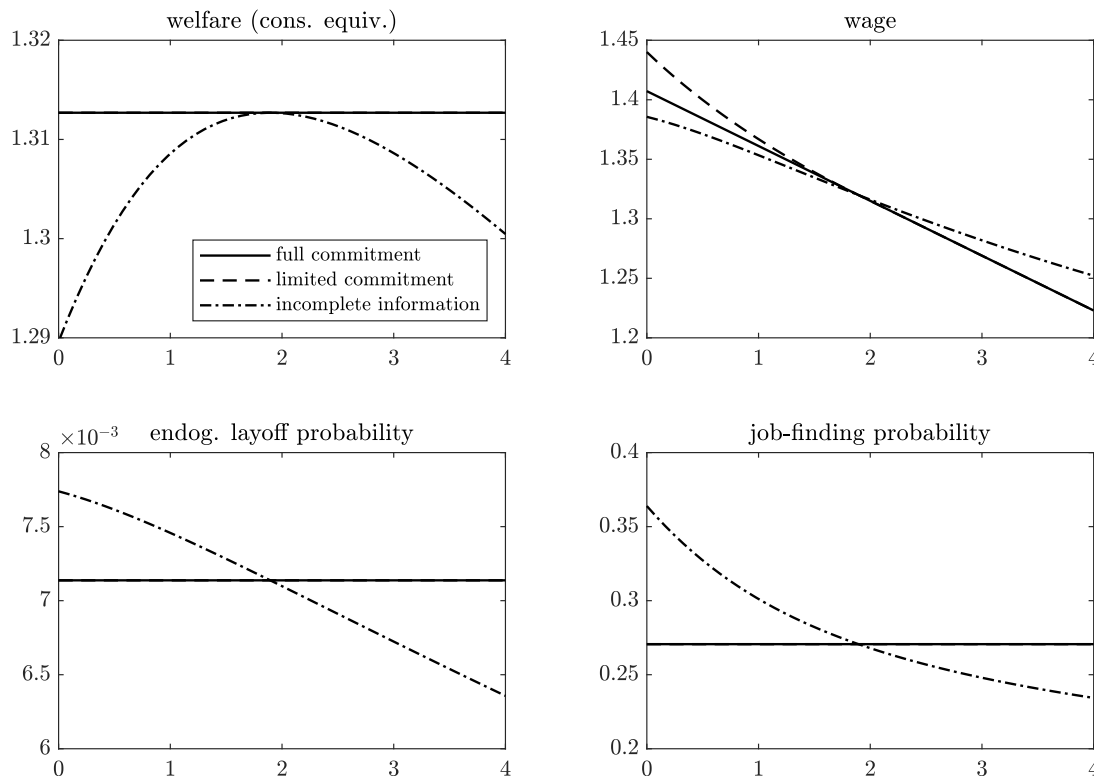 welfare (cons. equiv.)
1.32
1.31
1.3
1.29
0 1 2 3 4
full commitment
limited commitment
incomplete information
wage
1.45
1.4
1.35
1.3
1.25
1.2
0 1 2 3 4
×10⁻³ endog. layoff probability
8
7.5
7
6.5
6
0 1 2 3 4
job-finding probability
0.4
0.35
0.3
0.25
0.2
0 1 2 3 4